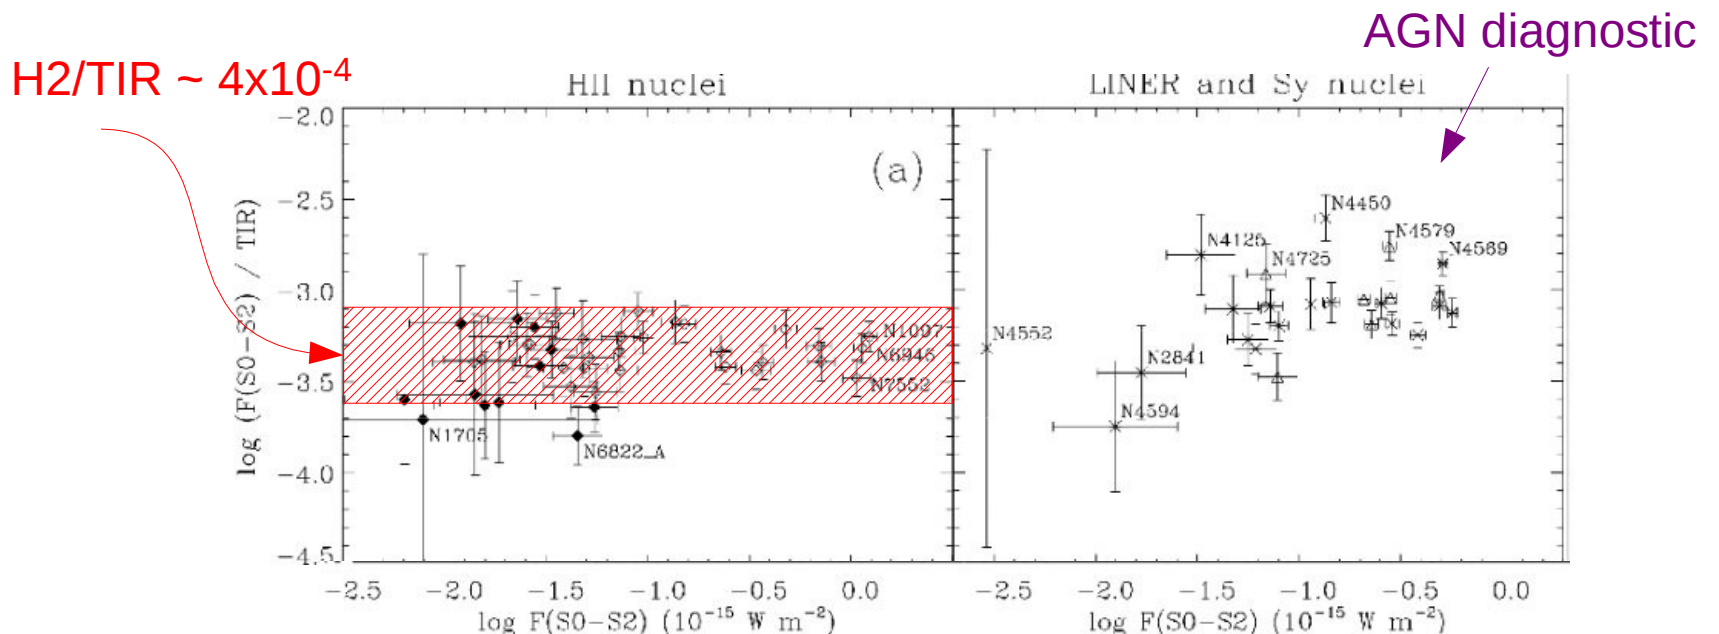 AGN diagnostic
H2/TIR ~ 4x10-4
HII nuclei
LINER and Sy nuclei
(a)
log (F(S0-S2) / TIR)
-2.0
-2.5
-3.0
-3.5
-4.0
-4.5
N1097
N6946
N7552
N1705
N6822_A
N4450
N4125
N4579
N4725
N4569
N4552
N2841
N4594
-2.5 -2.0 -1.5 -1.0 -0.5 0.0
-2.5 -2.0 -1.5 -1.0 -0.5 0.0
log F(S0-S2) (10-15 W m-2)
log F(S0-S2) (10-15 W m-2)